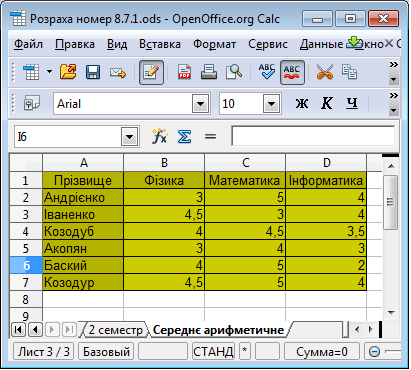 Розраха номер 8.7.1.ods - OpenOffice.org Calc
Файл Правка Вид Вставка Формат Сервис Данные Окно
ABC ABC
Arial 10 Ж К Ч
I6 fx Σ =
A B C D
1 Прізвище Фізика Математика Інформатика
2 Андрієнко 3 5 4
3 Іваненко 4,5 3 4
4 Козодуб 4 4,5 3,5
5 Акопян 3 4 3
6 Баский 4 5 2
7 Козодур 4,5 5 4
8
9
2 семестр Середнє арифметичне
Лист 3 / 3 Базовый СТАНД * Сумма=0